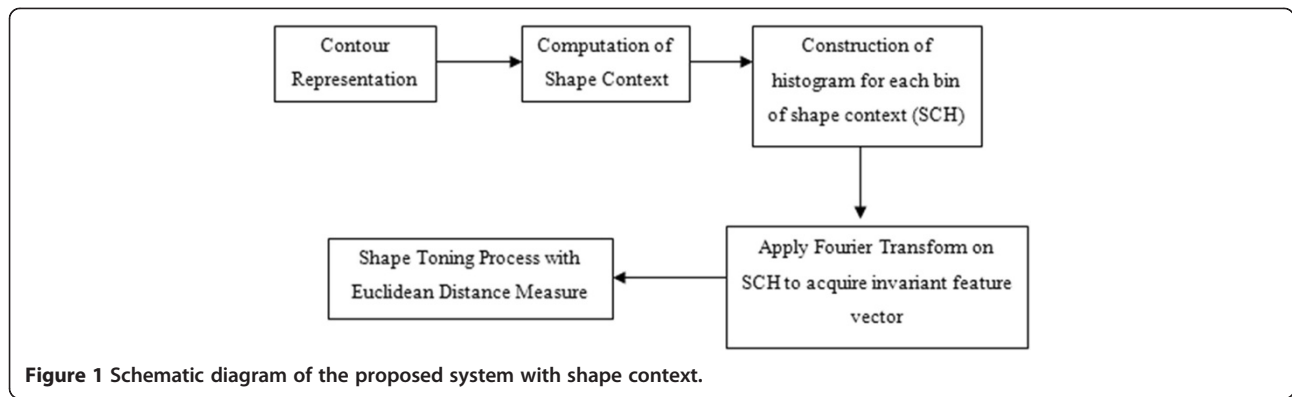 Contour
Representation
Computation of
Shape Context
Construction of
histogram for each bin
of shape context (SCH)
Apply Fourier Transform on
SCH to acquire invariant feature
vector
Shape Toning Process with
Euclidean Distance Measure
Figure 1 Schematic diagram of the proposed system with shape context.